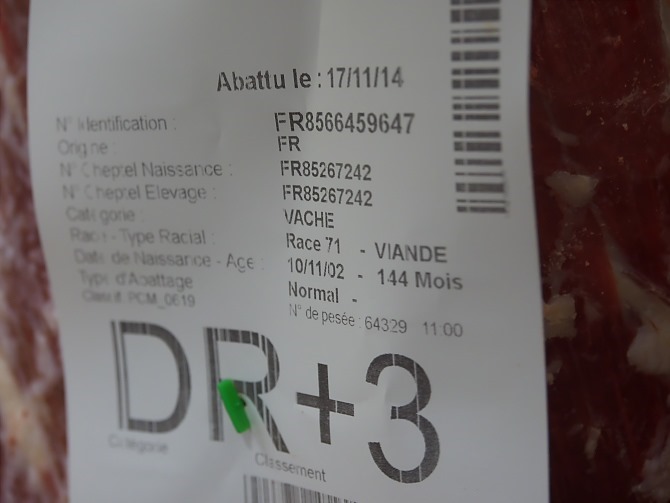 Abattu le : 17/11/14
N° Identification : FR8566459647
Origine : FR
N° Cheptel Naissance : FR85267242
N° Cheptel Elevage : FR85267242
Catégorie : VACHE
Race - Type Racial : Race 71 - VIANDE
Date de Naissance - Age : 10/11/02 - 144 Mois
Type d'Abattage Normal -
Classif. PCM_0619 N° de pesée : 64329 11:00
DR+3
Catégorie
Classement